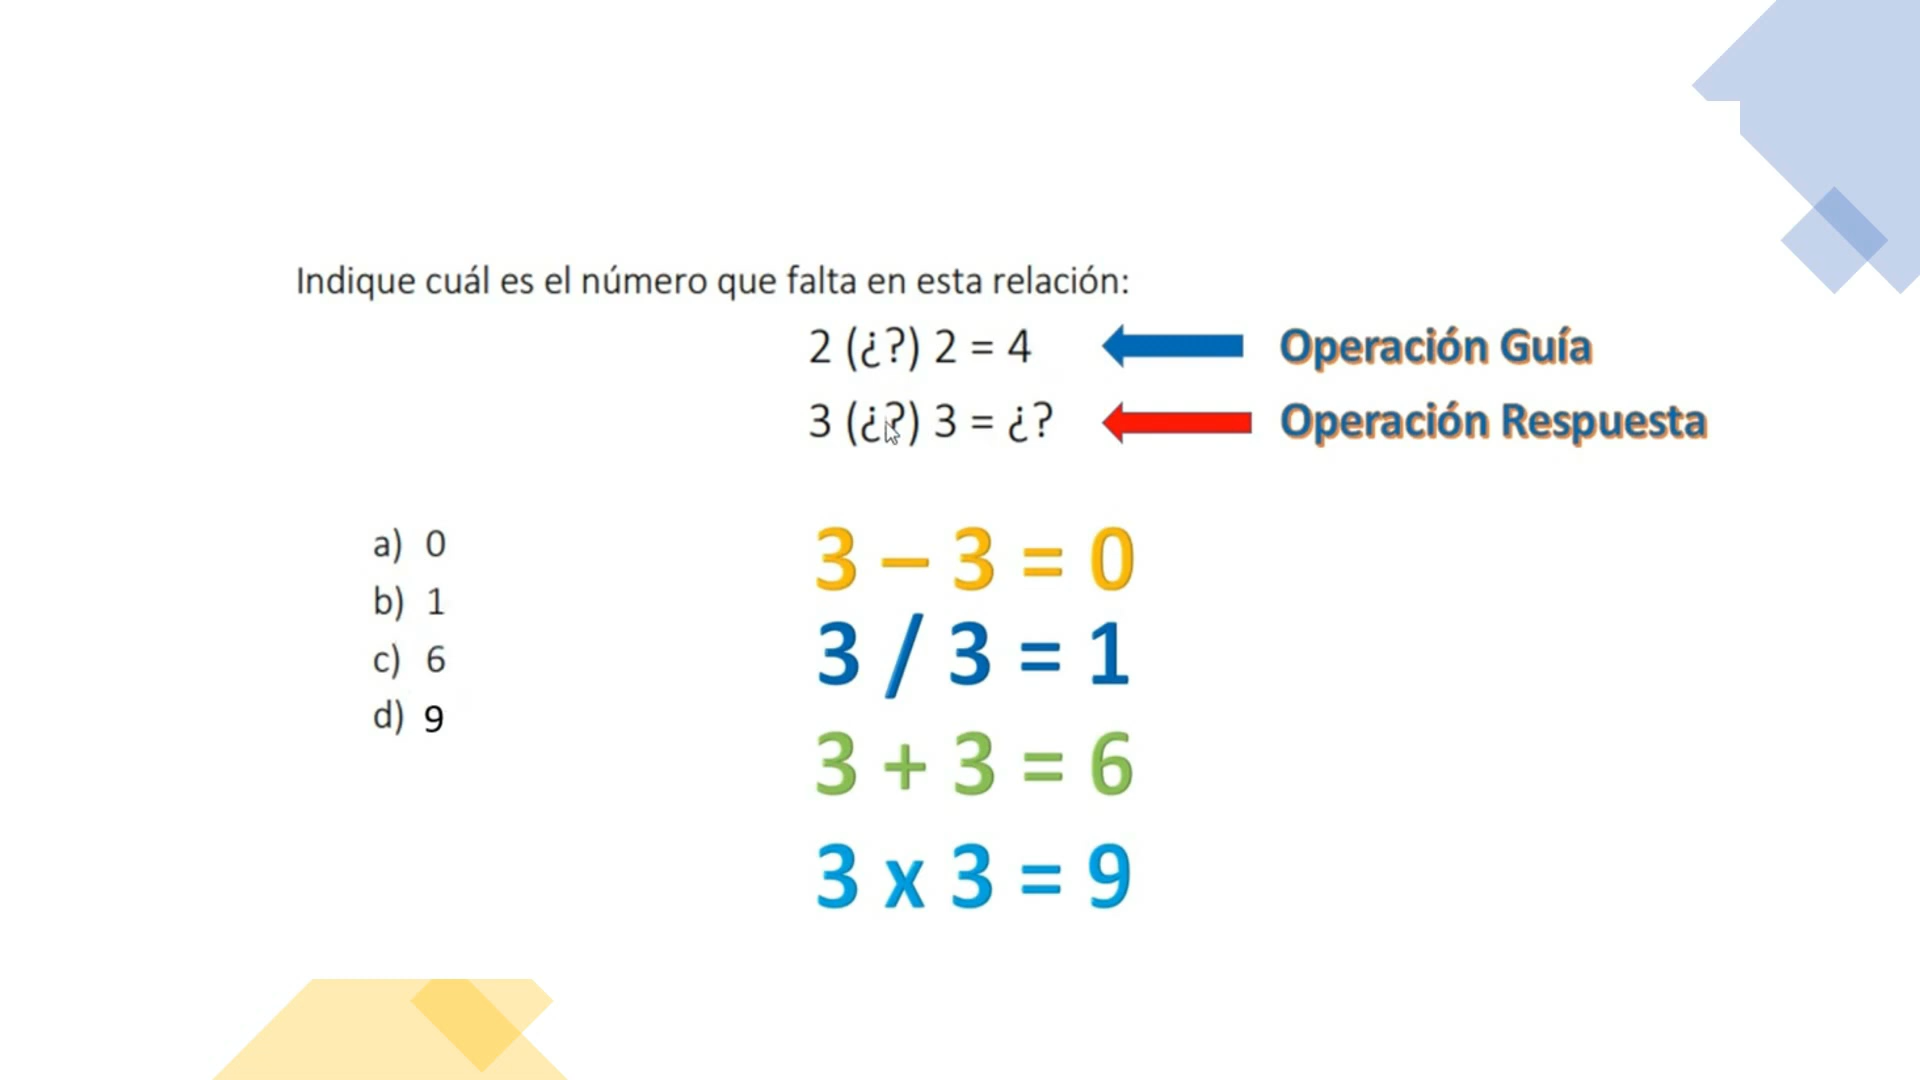 Indique cuál es el número que falta en esta relación:
2 (¿?) 2 = 4
Operación Guía
3 (¿?) 3 = ¿?
Operación Respuesta
a) 0
b) 1
c) 6
d) 9
3 – 3 = 0
3 / 3 = 1
3 + 3 = 6
3 x 3 = 9